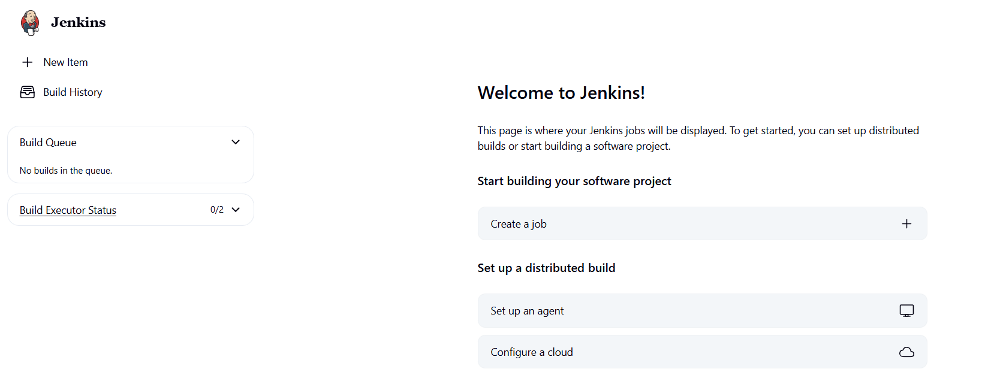 Jenkins
New Item
Build History
Build Queue
No builds in the queue.
Build Executor Status 0/2
Welcome to Jenkins!
This page is where your Jenkins jobs will be displayed. To get started, you can set up distributed
builds or start building a software project.
Start building your software project
Create a job
Set up a distributed build
Set up an agent
Configure a cloud